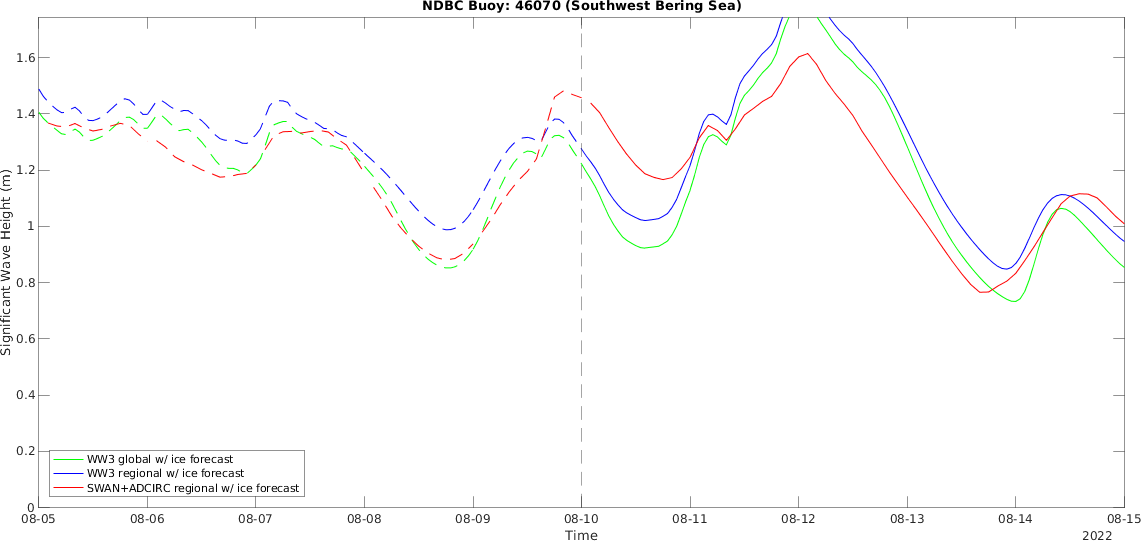 NDBC Buoy: 46070 (Southwest Bering Sea)
Significant Wave Height (m)
1.6
1.4
1.2
1
0.8
0.6
0.4
0.2
0
WW3 global w/ ice forecast
WW3 regional w/ ice forecast
SWAN+ADCIRC regional w/ ice forecast
08-05 08-06 08-07 08-08 08-09 08-10 08-11 08-12 08-13 08-14 08-15
Time
2022